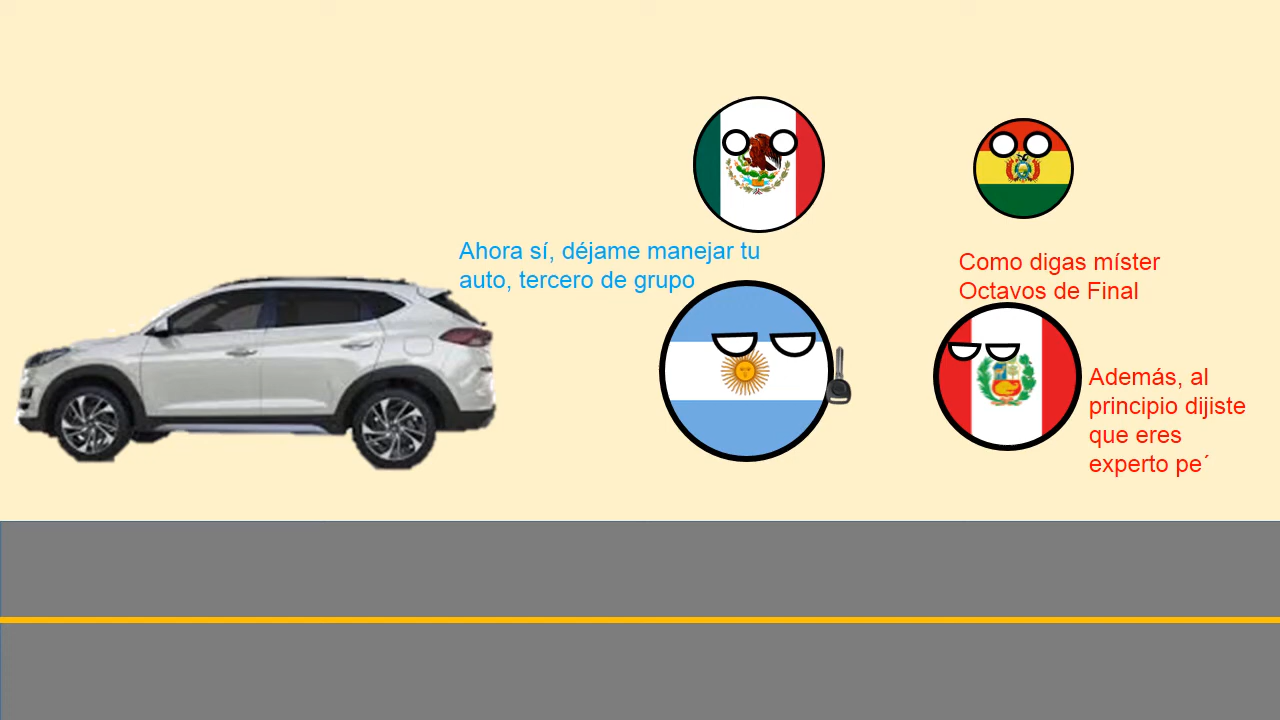 Ahora sí, déjame manejar tu
auto, tercero de grupo
Como digas míster
Octavos de Final
Además, al
principio dijiste
que eres
experto pe´